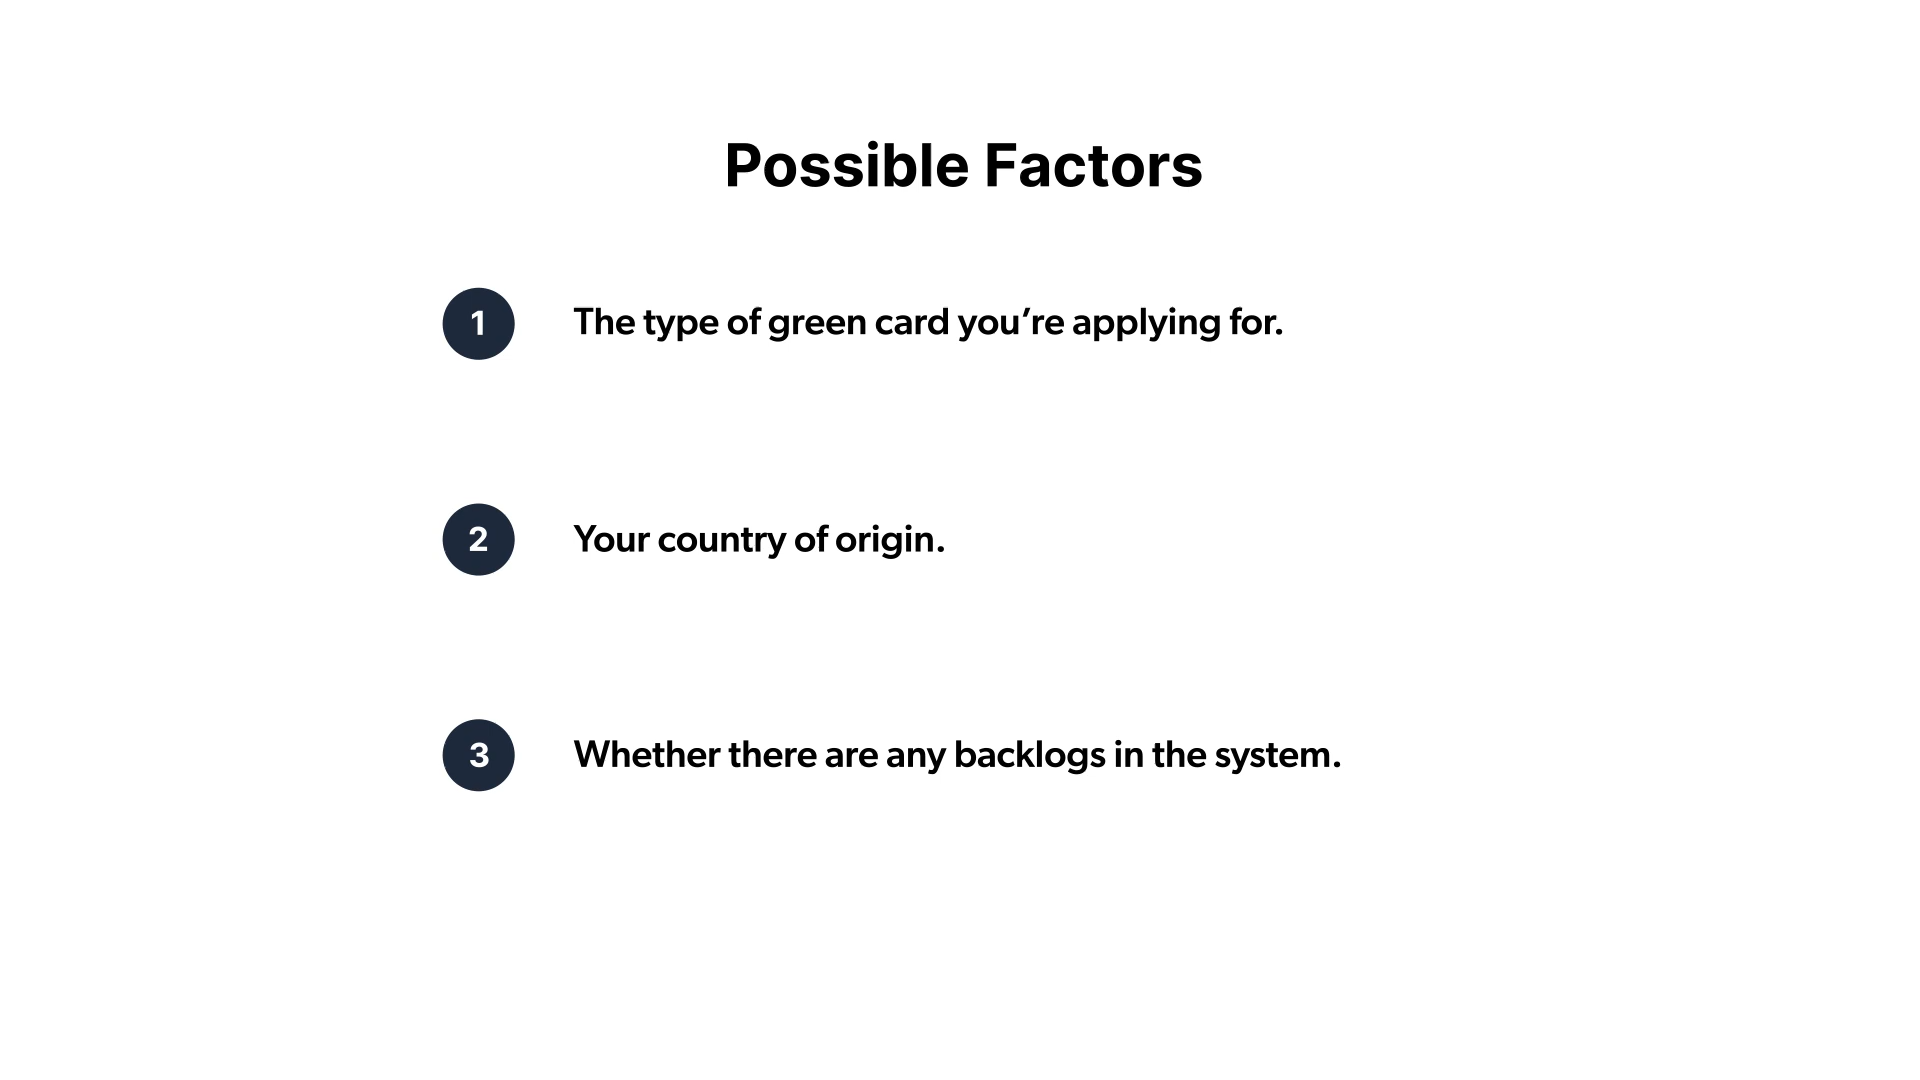 Possible Factors
1 The type of green card you’re applying for.
2 Your country of origin.
3 Whether there are any backlogs in the system.